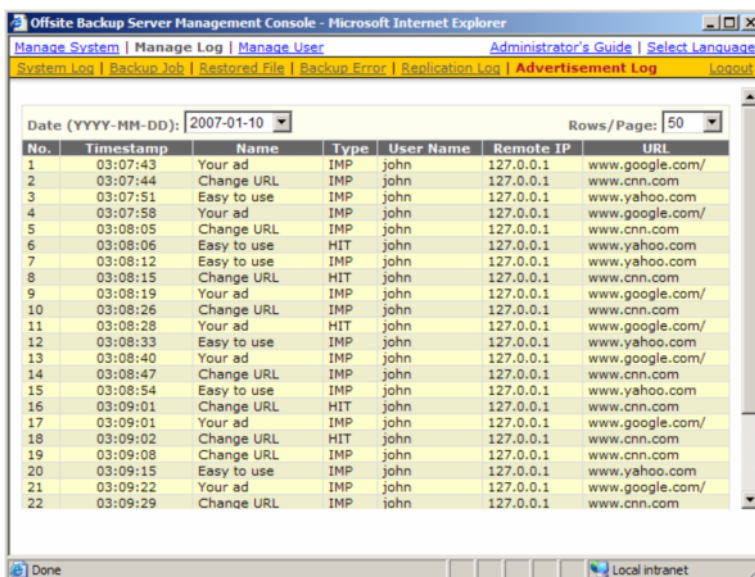 Offsite Backup Server Management Console - Microsoft Internet Explorer
Manage System | Manage Log | Manage User Administrator's Guide | Select Language
System Log | Backup Job | Restored File | Backup Error | Replication Log | Advertisement Log Logout
Date (YYYY-MM-DD): 2007-01-10 Rows/Page: 50
No. Timestamp Name Type User Name Remote IP URL
1 03:07:43 Your ad IMP john 127.0.0.1 www.google.com/
2 03:07:44 Change URL IMP john 127.0.0.1 www.cnn.com
3 03:07:51 Easy to use IMP john 127.0.0.1 www.yahoo.com
4 03:07:58 Your ad IMP john 127.0.0.1 www.google.com/
5 03:08:05 Change URL IMP john 127.0.0.1 www.cnn.com
6 03:08:06 Easy to use HIT john 127.0.0.1 www.yahoo.com
7 03:08:12 Easy to use IMP john 127.0.0.1 www.yahoo.com
8 03:08:15 Change URL HIT john 127.0.0.1 www.cnn.com
9 03:08:19 Your ad IMP john 127.0.0.1 www.google.com/
10 03:08:26 Change URL IMP john 127.0.0.1 www.cnn.com
11 03:08:28 Your ad HIT john 127.0.0.1 www.google.com/
12 03:08:33 Easy to use IMP john 127.0.0.1 www.yahoo.com
13 03:08:40 Your ad IMP john 127.0.0.1 www.google.com/
14 03:08:47 Change URL IMP john 127.0.0.1 www.cnn.com
15 03:08:54 Easy to use IMP john 127.0.0.1 www.yahoo.com
16 03:09:01 Change URL HIT john 127.0.0.1 www.cnn.com
17 03:09:01 Your ad IMP john 127.0.0.1 www.google.com/
18 03:09:02 Change URL HIT john 127.0.0.1 www.cnn.com
19 03:09:08 Change URL IMP john 127.0.0.1 www.cnn.com
20 03:09:15 Easy to use IMP john 127.0.0.1 www.yahoo.com
21 03:09:22 Your ad IMP john 127.0.0.1 www.google.com/
22 03:09:29 Change URL IMP john 127.0.0.1 www.cnn.com
Done Local intranet